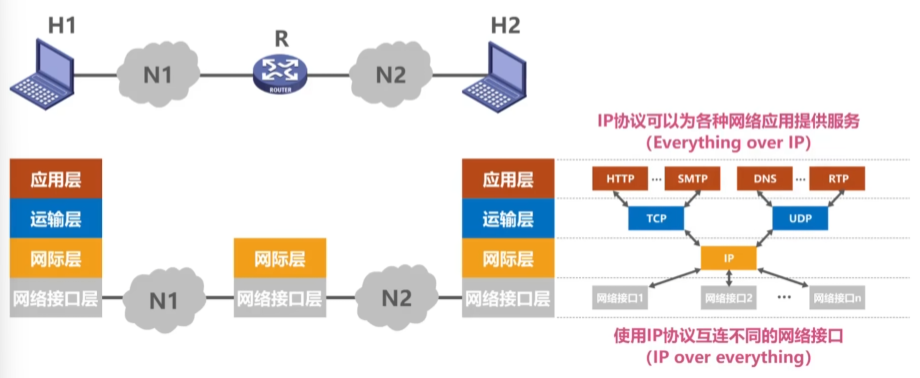 H1
R
H2
N1
N2
ROUTER
IP协议可以为各种网络应用提供服务
（Everything over IP）
应用层
运输层
网际层
网络接口层
N1
网际层
网络接口层
N2
应用层
运输层
网际层
网络接口层
HTTP ··· SMTP DNS ··· RTP
TCP UDP
IP
网络接口1 网络接口2 ··· 网络接口n
使用IP协议互连不同的网络接口
（IP over everything）